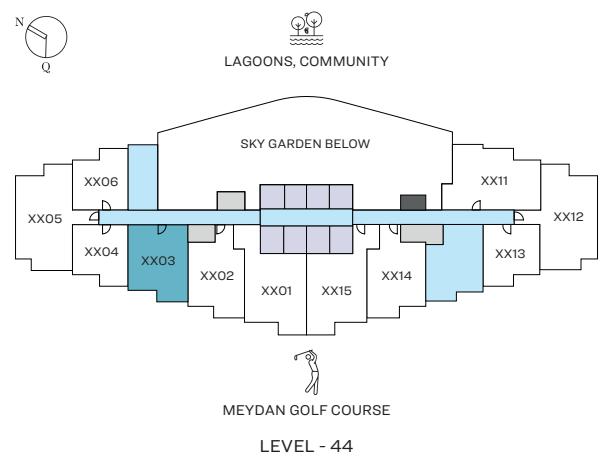 N
Q
LAGOONS, COMMUNITY
SKY GARDEN BELOW
XX06
XX11
XX05
XX12
XX04
XX03
XX02
XX01
XX15
XX14
XX13
MEYDAN GOLF COURSE
LEVEL - 44